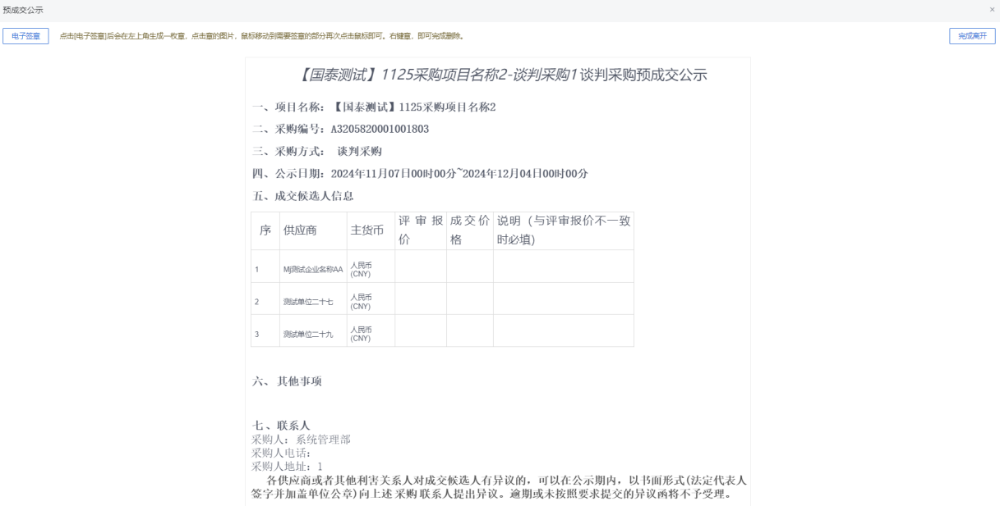 预成交公示
×
电子签章 点击[电子签章]后会在左上角生成一枚章，点击章的图片，鼠标移动到需要签章的部分再次点击鼠标即可。右键章，即可完成删除。 完成离开
【国泰测试】1125采购项目名称2-谈判采购1谈判采购预成交公示
一、项目名称：【国泰测试】1125采购项目名称2
二、采购编号：A3205820001001803
三、采购方式： 谈判采购
四、公示日期：2024年11月07日00时00分~2024年12月04日00时00分
五、成交候选人信息
序 供应商 主货币 评审报价 成交价格 说明（与评审报价不一致时必填）
1 Mj测试企业名称AA 人民币(CNY)
2 测试单位二十七 人民币(CNY)
3 测试单位二十九 人民币(CNY)
六、其他事项
七、联系人
采购人：系统管理部
采购人电话：
采购人地址：1
各供应商或者其他利害关系人对成交候选人有异议的，可以在公示期内，以书面形式(法定代表人
签字并加盖单位公章)向上述 采购 联系人提出异议。逾期或未按照要求提交的异议函将不予受理。